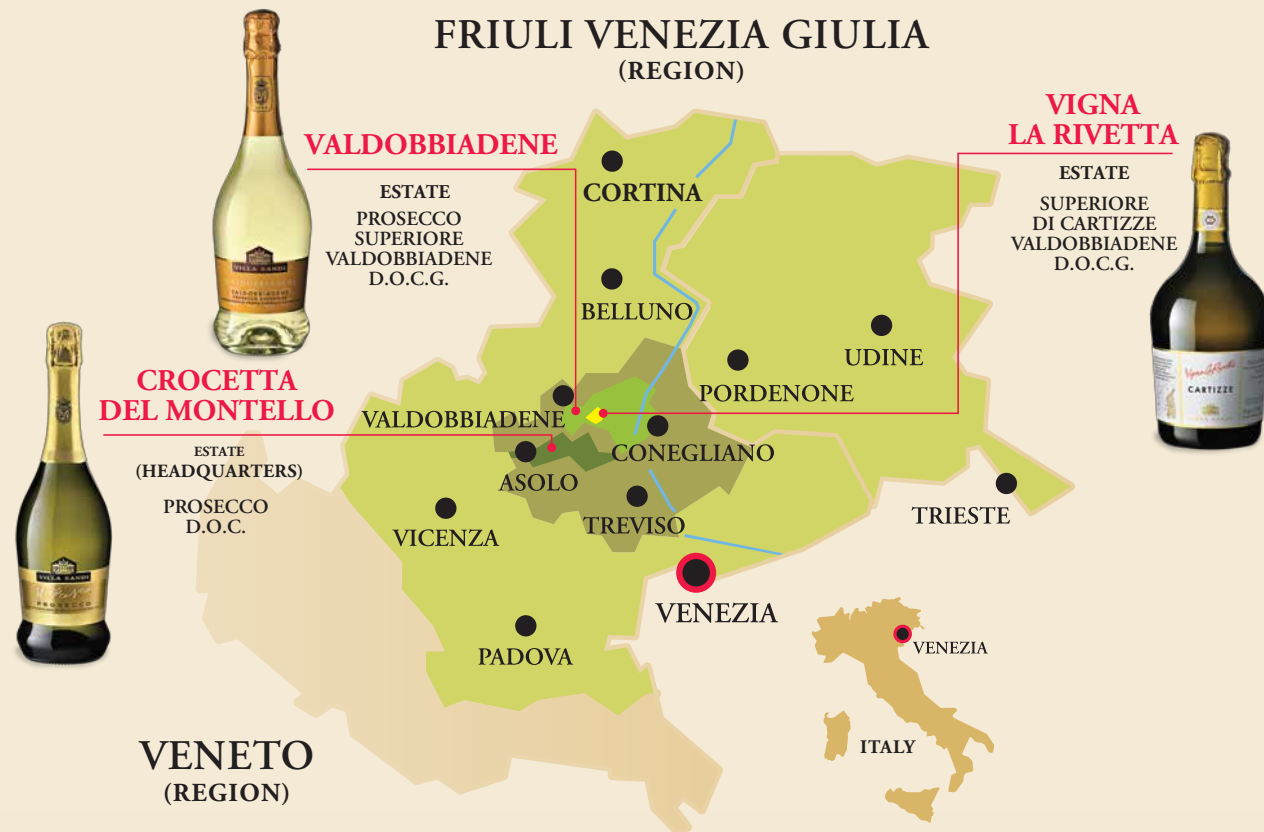 FRIULI VENEZIA GIULIA
(REGION)
VALDOBBIADENE
ESTATE
PROSECCO
SUPERIORE
VALDOBBIADENE
D.O.C.G.
VIGNA
LA RIVETTA
ESTATE
SUPERIORE
DI CARTIZZE
VALDOBBIADENE
D.O.C.G.
CROCETTA
DEL MONTELLO
ESTATE
(HEADQUARTERS)
PROSECCO
D.O.C.
CORTINA
BELLUNO
UDINE
PORDENONE
VALDOBBIADENE
CONEGLIANO
ASOLO
TREVISO
VICENZA
TRIESTE
VENEZIA
PADOVA
VENETO
(REGION)
VENEZIA
ITALY
VILLA SANDI
VILLA SANDI
PROSECCO
CARTIZZE